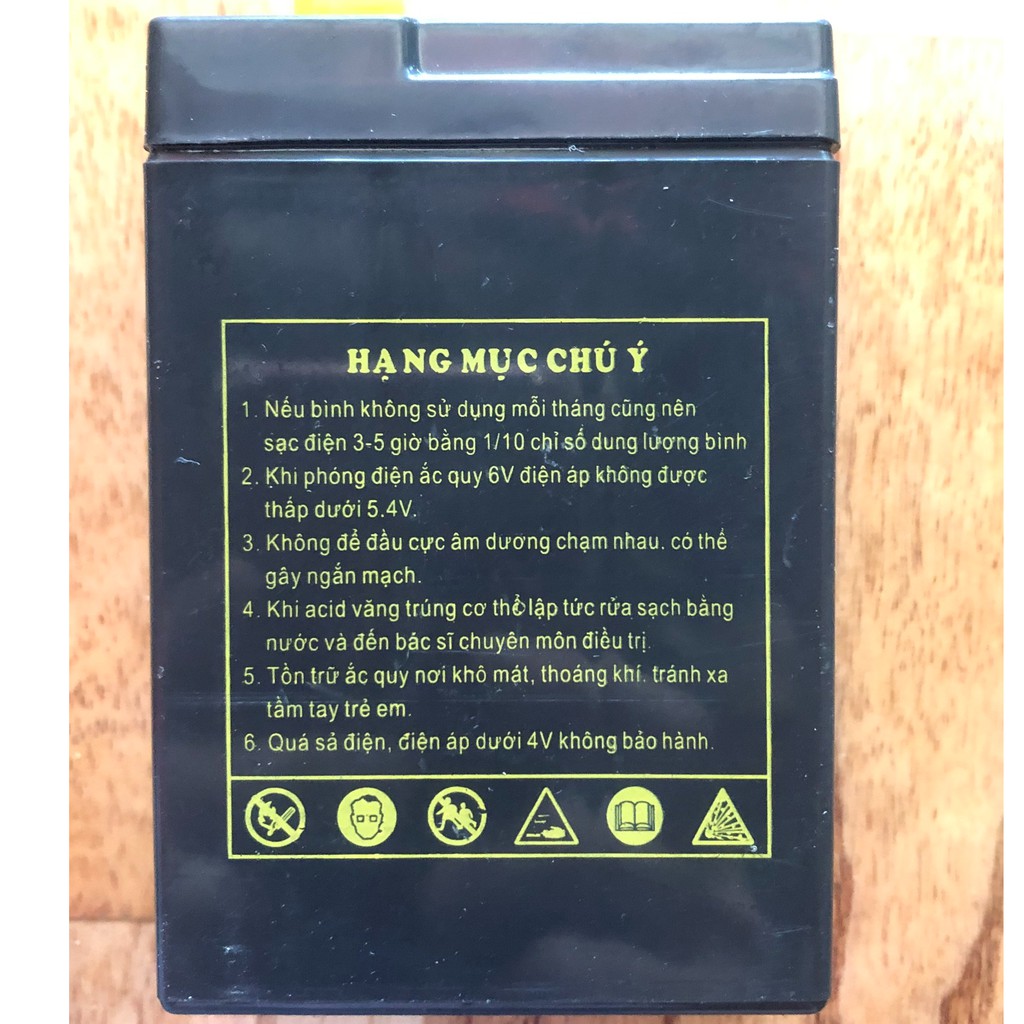 HẠNG MỤC CHÚ Ý
1. Nếu bình không sử dụng mỗi tháng cũng nên
sạc điện 3-5 giờ bằng 1/10 chỉ số dung lượng bình
2. Khi phóng điện ắc quy 6V điện áp không được
thấp dưới 5.4V.
3. Không để đầu cực âm dương chạm nhau. có thể
gây ngắn mạch.
4. Khi acid văng trúng cơ thể lập tức rửa sạch bằng
nước và đến bác sĩ chuyên môn điều trị.
5. Tồn trữ ắc quy nơi khô mát, thoáng khí. tránh xa
tầm tay trẻ em.
6. Quá sả điện, điện áp dưới 4V không bảo hành.